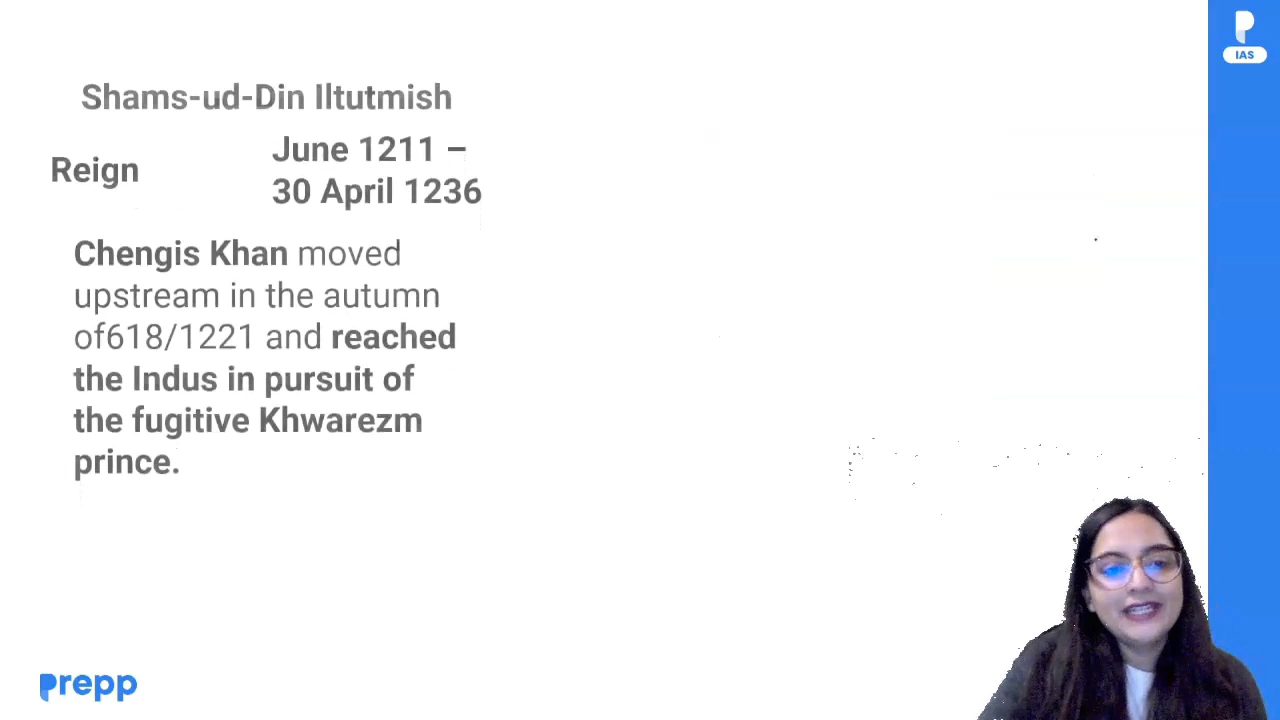 Shams-ud-Din Iltutmish
Reign
June 1211 –
30 April 1236
Chengis Khan moved
upstream in the autumn
of618/1221 and reached
the Indus in pursuit of
the fugitive Khwarezm
prince.
IAS
prepp